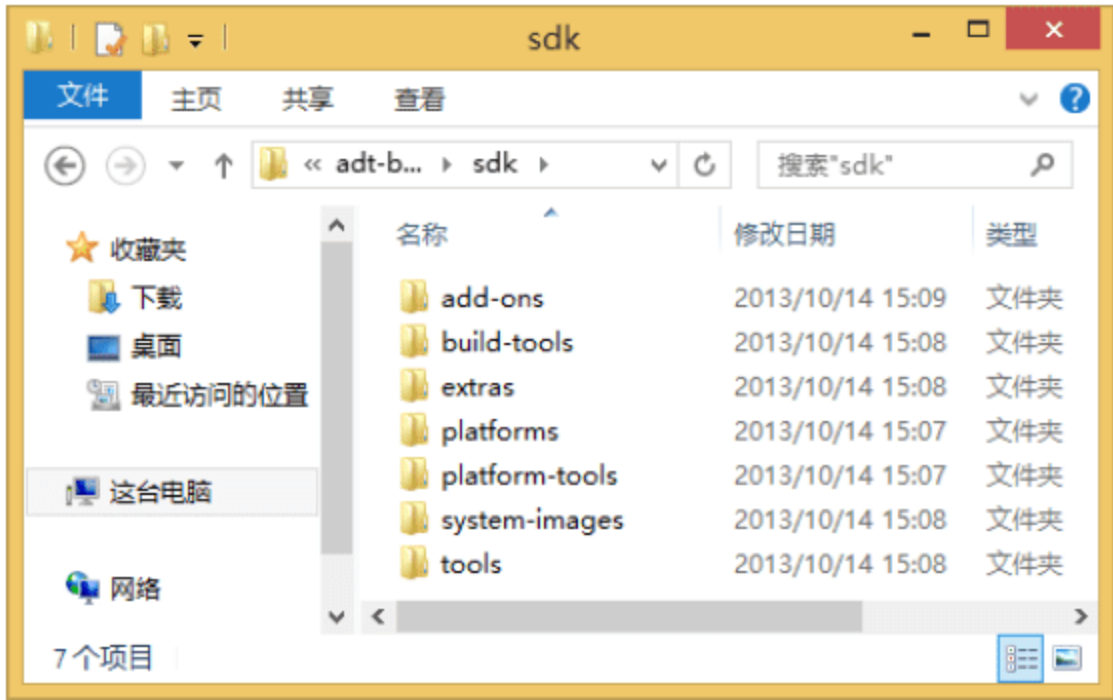 sdk
文件 主页 共享 查看
« adt-b... sdk 搜索"sdk"
名称 修改日期 类型
收藏夹
下载
桌面
最近访问的位置
这台电脑
网络
add-ons 2013/10/14 15:09 文件夹
build-tools 2013/10/14 15:08 文件夹
extras 2013/10/14 15:08 文件夹
platforms 2013/10/14 15:07 文件夹
platform-tools 2013/10/14 15:07 文件夹
system-images 2013/10/14 15:08 文件夹
tools 2013/10/14 15:08 文件夹
7 个项目